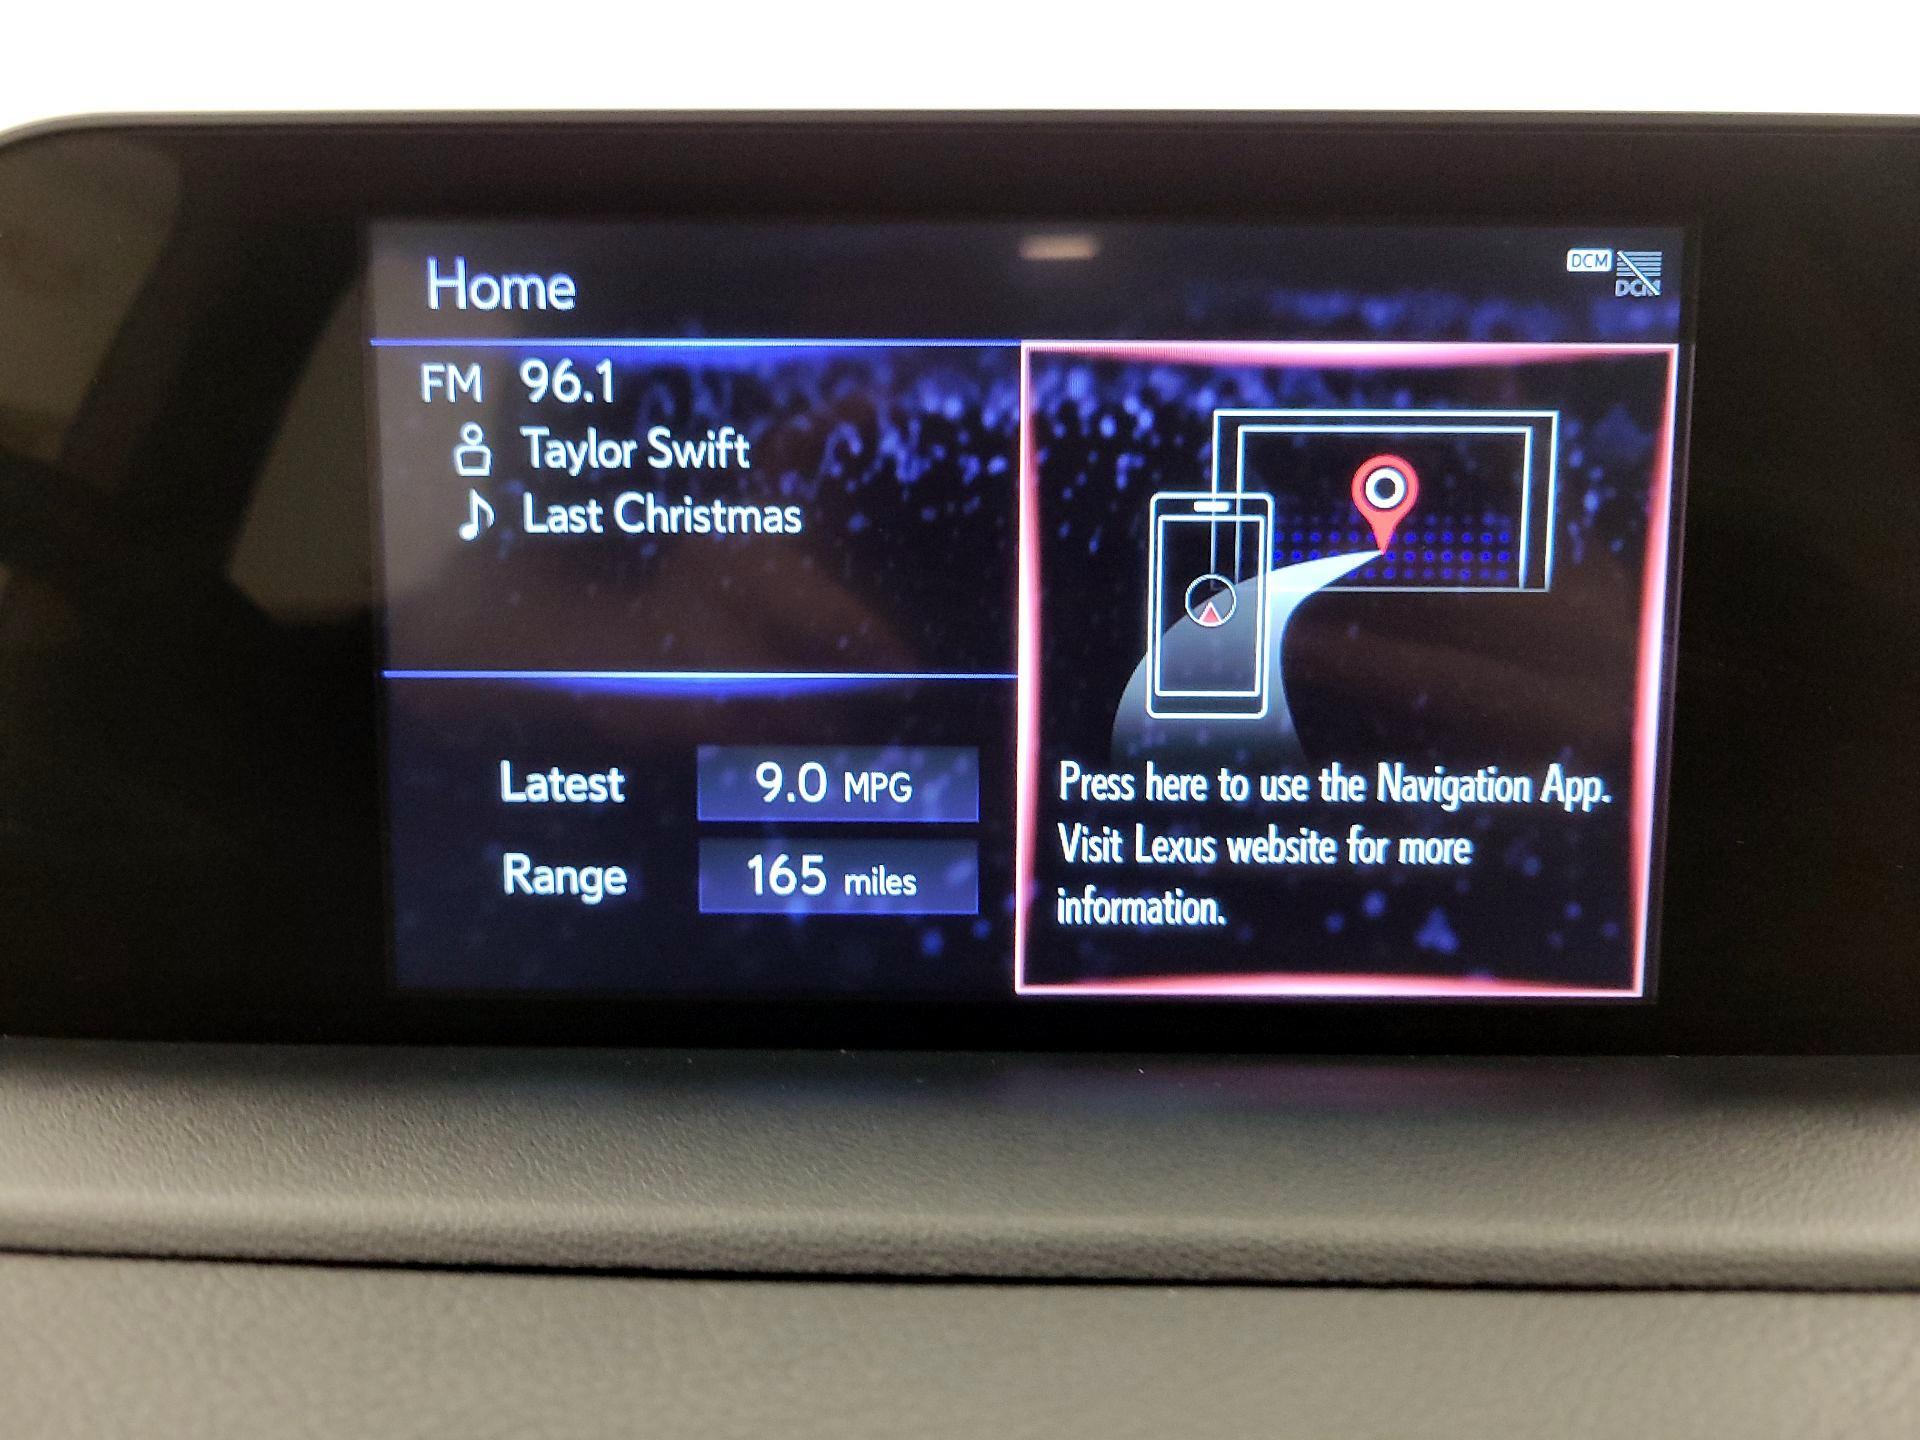 Home
DCM
DCM
FM 96.1
Taylor Swift
Last Christmas
Latest 9.0 MPG
Range 165 miles
Press here to use the Navigation App.
Visit Lexus website for more
information.